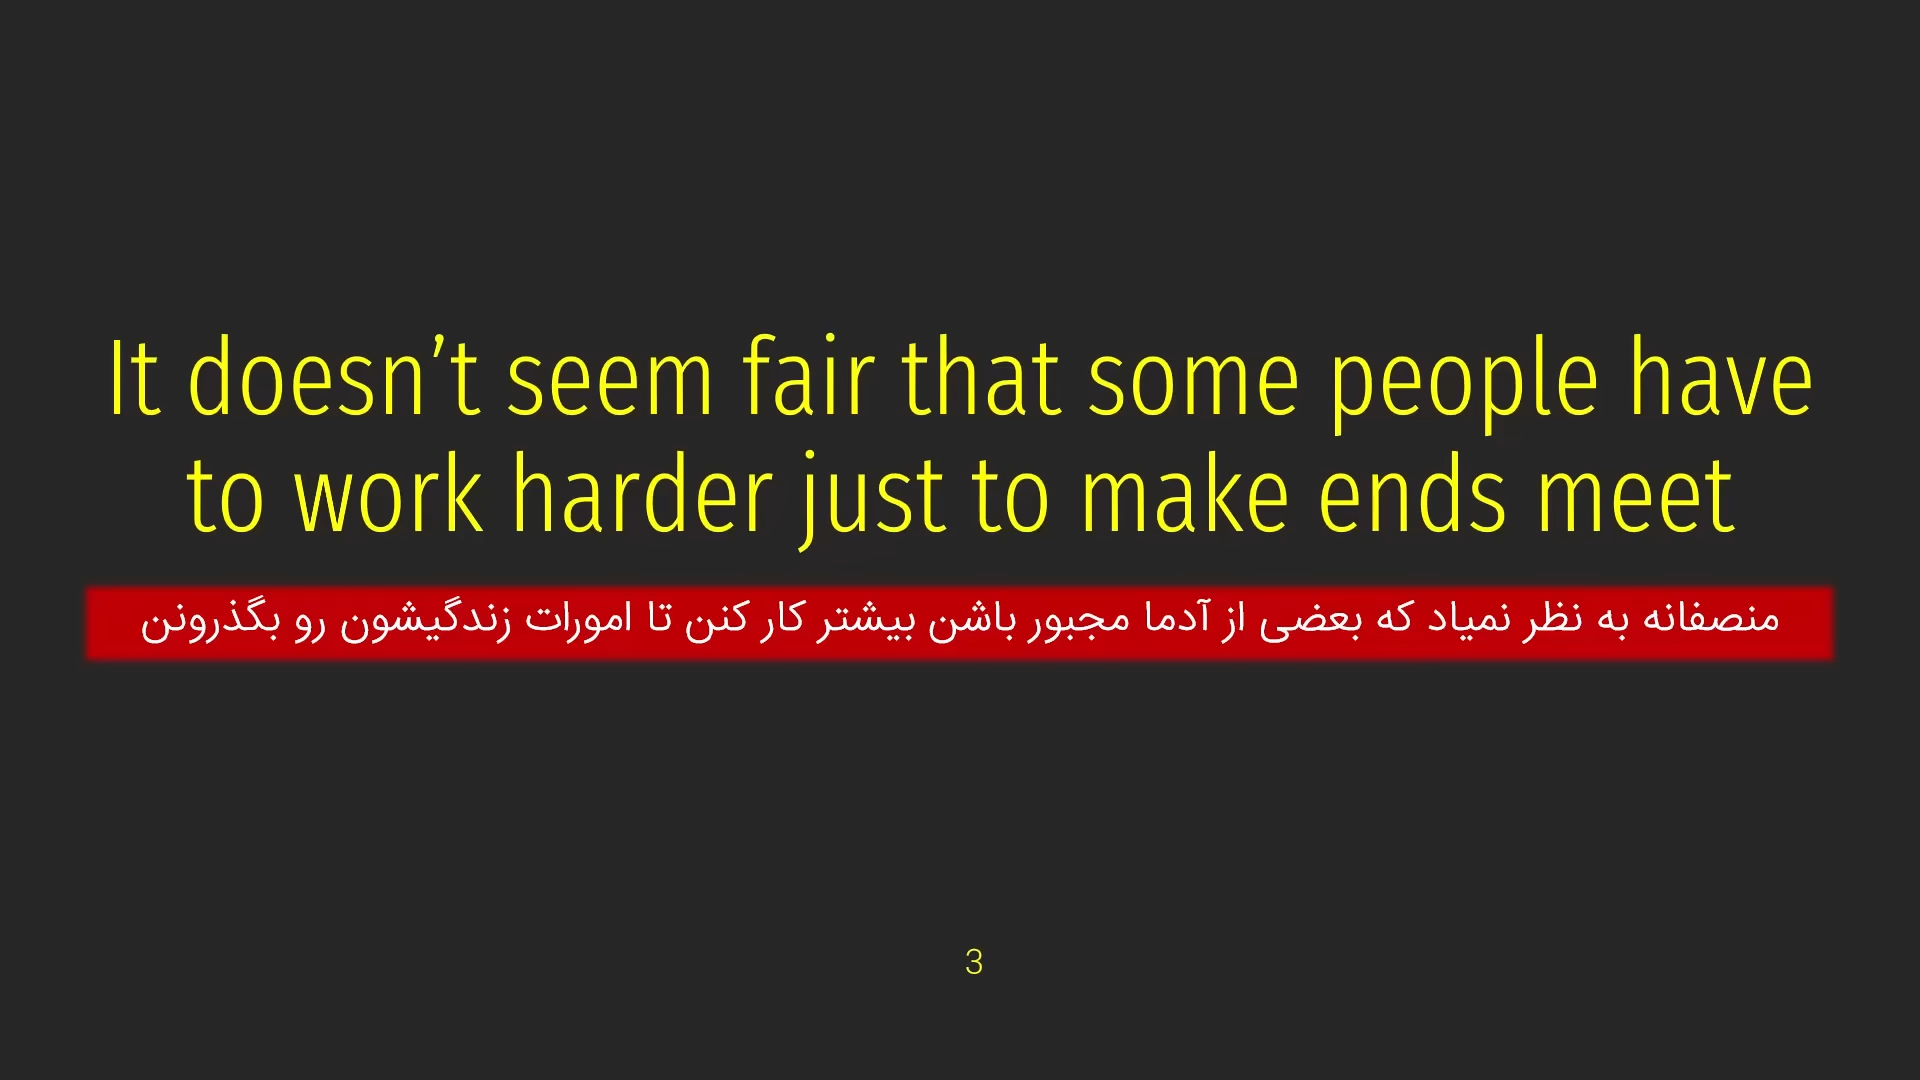 It doesn’t seem fair that some people have
to work harder just to make ends meet
منصفانه به نظر نمیاد که بعضی از آدما مجبور باشن بیشتر کار کنن تا امورات زندگیشون رو بگذرونن
3